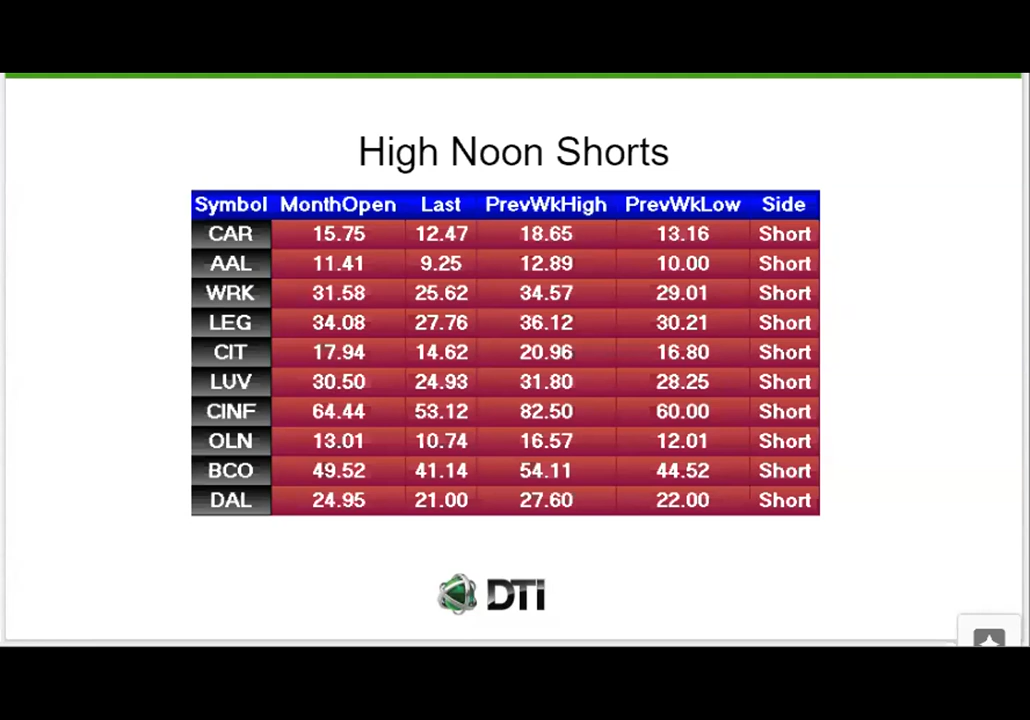 High Noon Shorts
Symbol MonthOpen Last PrevWkHigh PrevWkLow Side
CAR 15.75 12.47 18.65 13.16 Short
AAL 11.41 9.25 12.89 10.00 Short
WRK 31.58 25.62 34.57 29.01 Short
LEG 34.08 27.76 36.12 30.21 Short
CIT 17.94 14.62 20.96 16.80 Short
LUV 30.50 24.93 31.80 28.25 Short
CINF 64.44 53.12 82.50 60.00 Short
OLN 13.01 10.74 16.57 12.01 Short
BCO 49.52 41.14 54.11 44.52 Short
DAL 24.95 21.00 27.60 22.00 Short
DTI